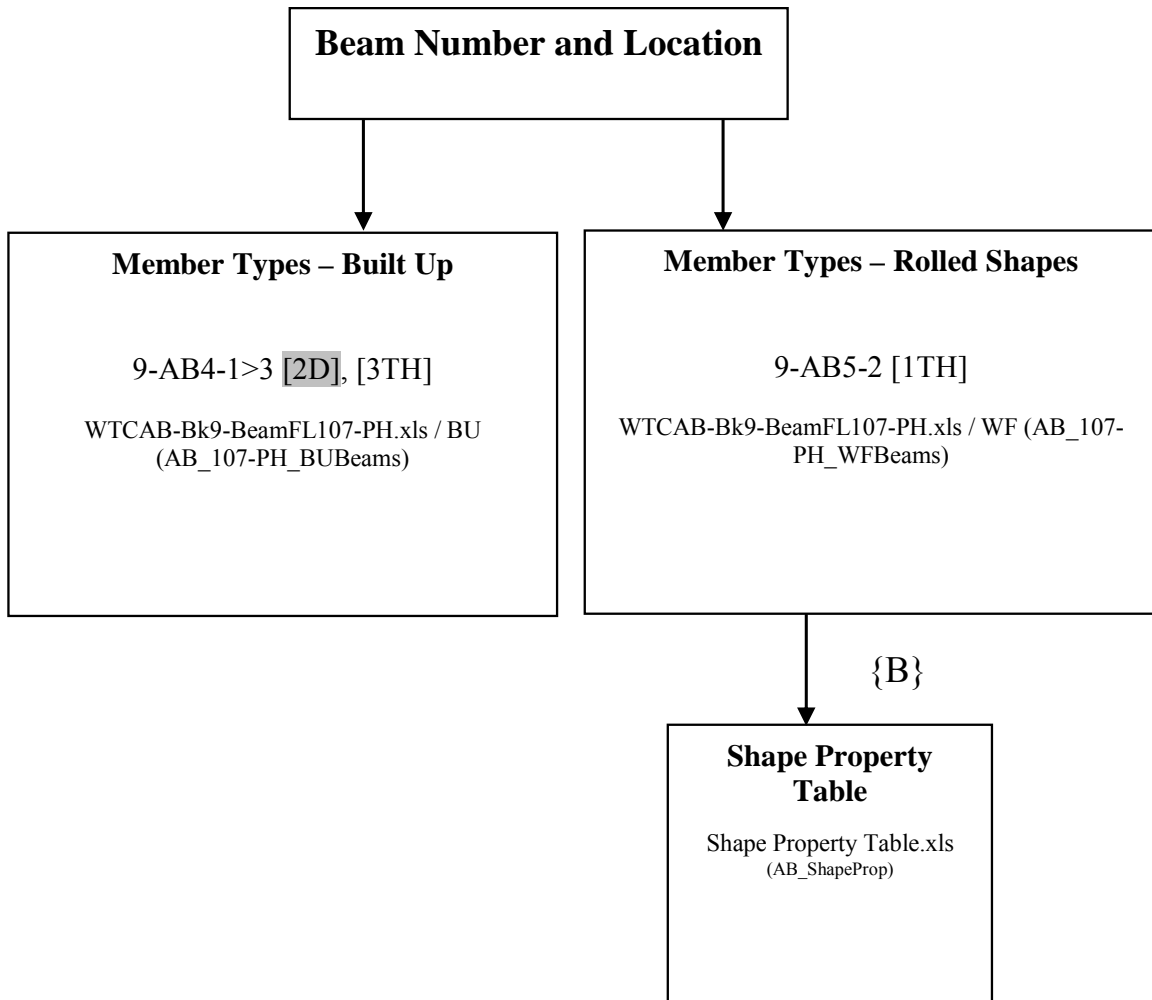 Beam Number and Location
Member Types – Built Up
9-AB4-1>3 [2D], [3TH]
WTCAB-Bk9-BeamFL107-PH.xls / BU
(AB_107-PH_BUBeams)
Member Types – Rolled Shapes
9-AB5-2 [1TH]
WTCAB-Bk9-BeamFL107-PH.xls / WF (AB_107-
PH_WFBeams)
{B}
Shape Property
Table
Shape Property Table.xls
(AB_ShapeProp)